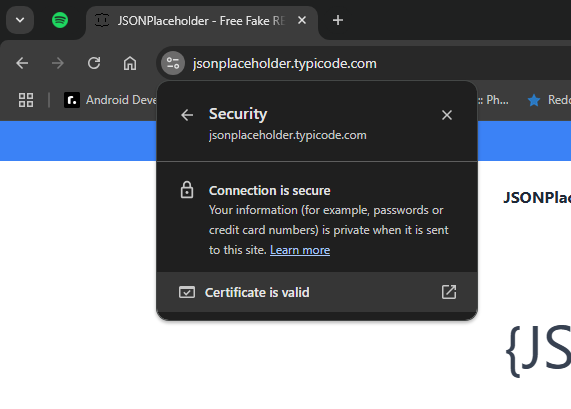 JSONPlaceholder - Free Fake RE
jsonplaceholder.typicode.com
Android Deve
:: Ph...
Redd
Security
jsonplaceholder.typicode.com
JSONPlac
Connection is secure
Your information (for example, passwords or
credit card numbers) is private when it is sent
to this site. Learn more
Certificate is valid
{JS